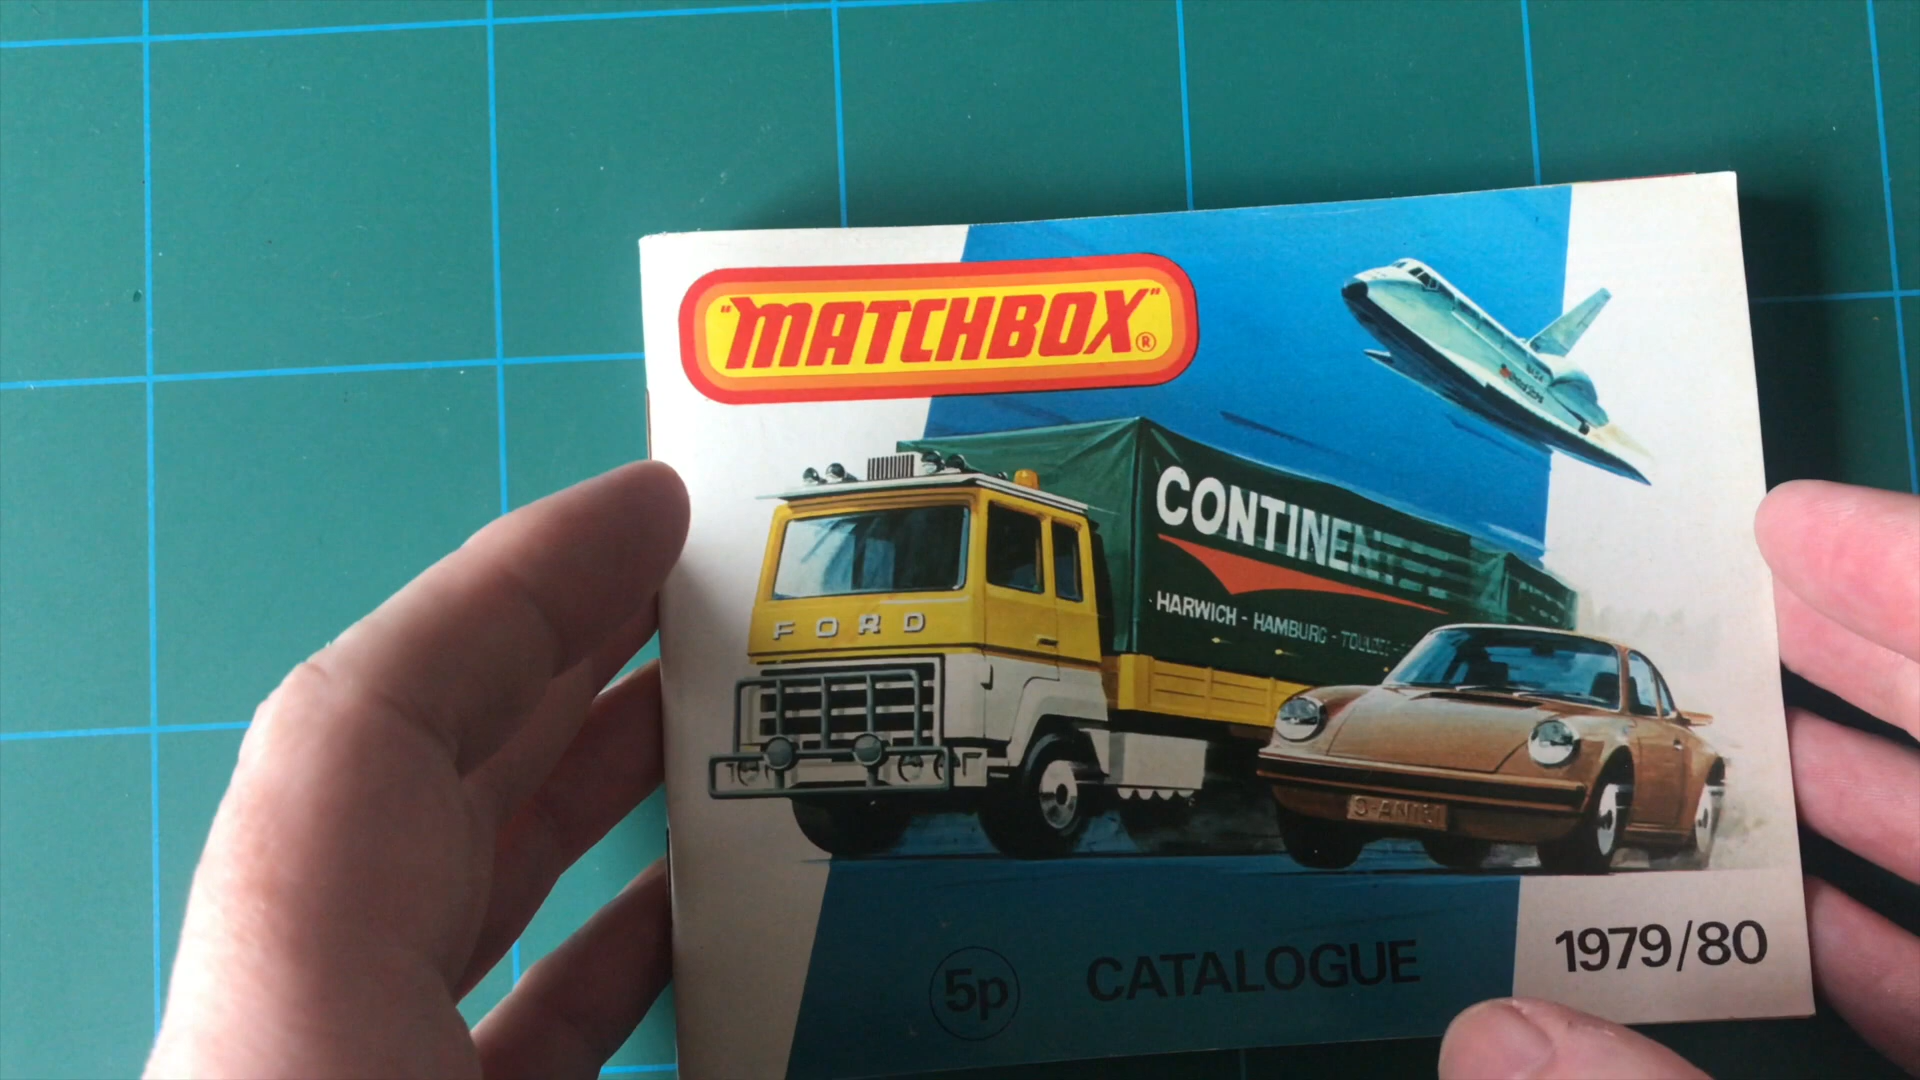 "MATCHBOX"®
CONTINEN
HARWICH - HAMBURG -
FORD
5p CATALOGUE
1979/80